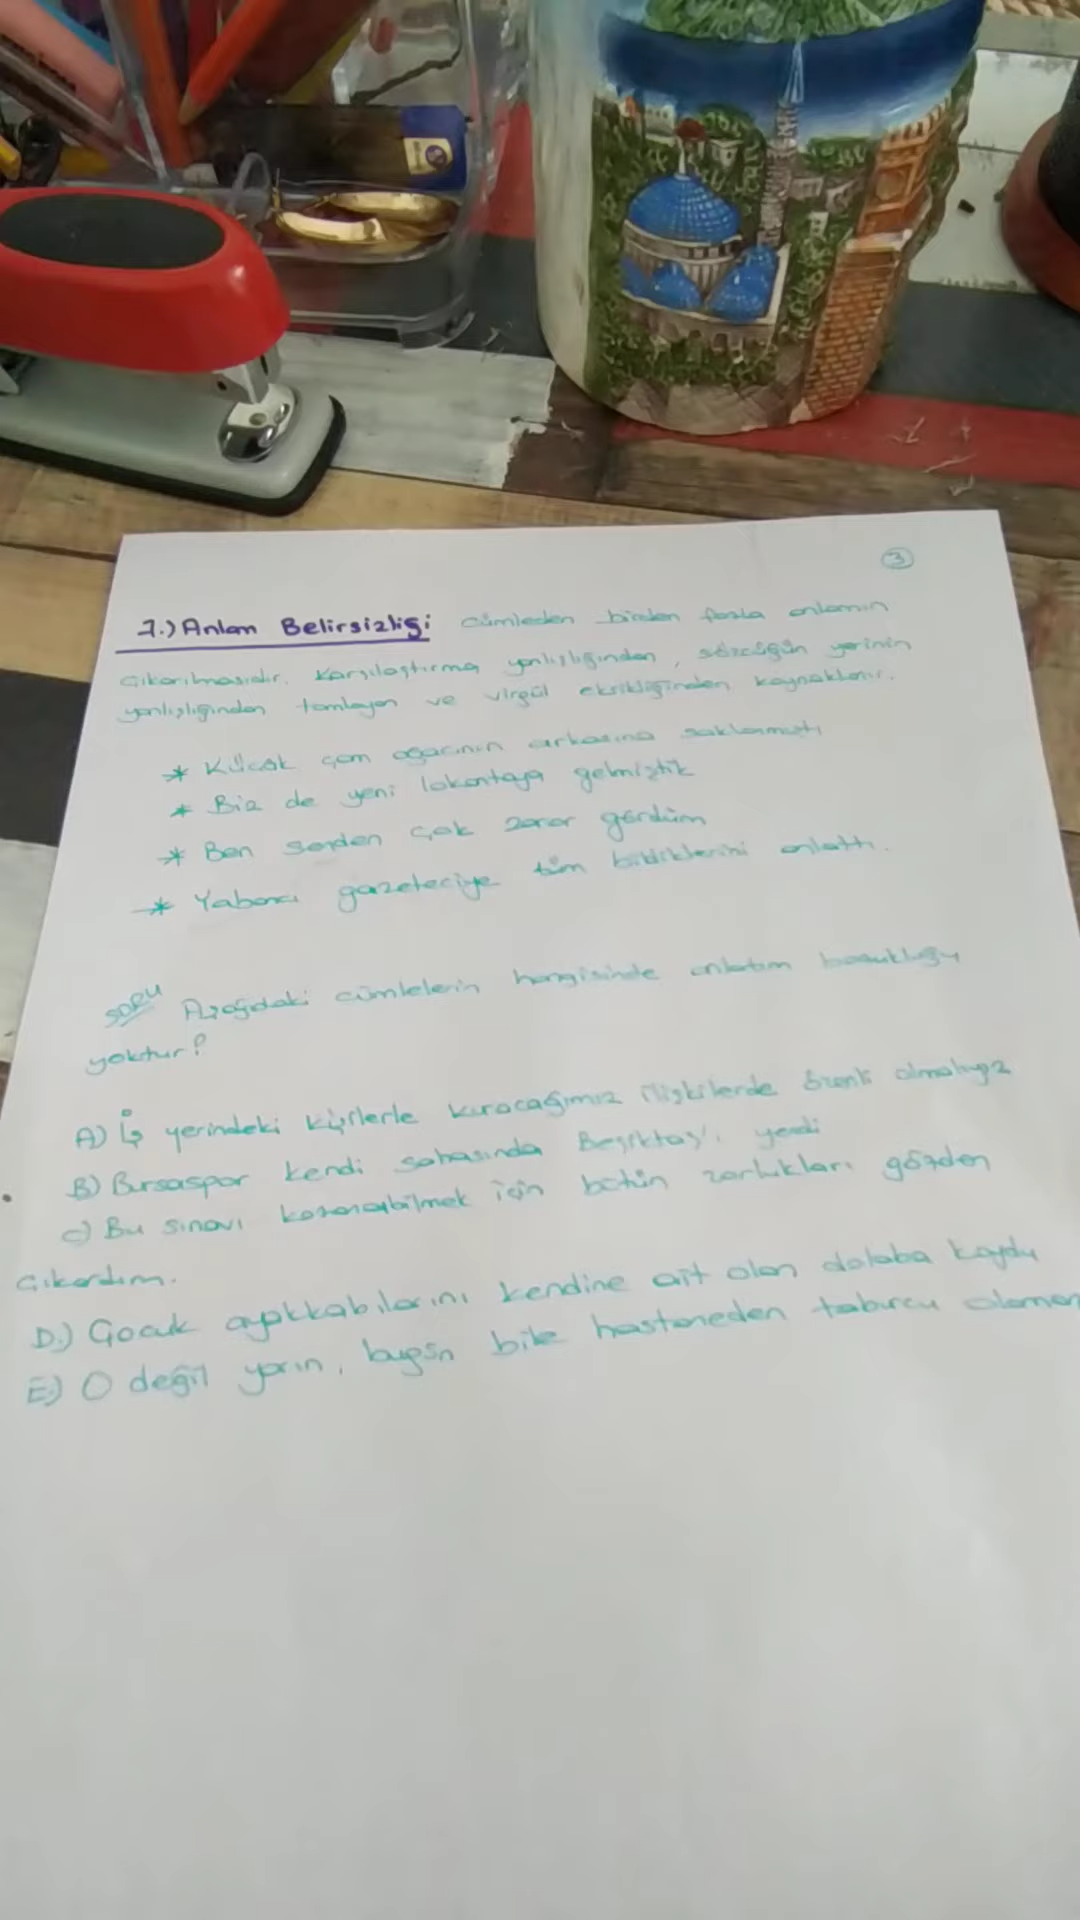 3
7.) Anlam Belirsizliği: Cümleden birden fazla anlamın
çıkarılmasıdır. Karşılaştırma yanlışlığından, sözcüğün yerinin
yanlışlığından tamlayan ve virgül eksikliğinden kaynaklanır.
* Küçük çam ağacının arkasına saklanmıştı
* Biz de yeni lokantaya gelmiştik
* Ben senden çok zarar gördüm
* Yabancı gazeteciye tüm bildiklerini anlattı.
SORU Aşağıdaki cümlelerin hangisinde anlatım bozukluğu
yoktur?
A) İş yerindeki kişilerle kuracağımız ilişkilerde özenli olmalıyız
B) Bursaspor kendi sahasında Beşiktaş'ı yendi
C) Bu sınavı kazanabilmek için bütün zorlukları gözden
çıkardım.
D.) Çocuk ayakkabılarını kendine ait olan dolaba koydu
E) O değil yarın, bugün bile hastaneden taburcu olamaz